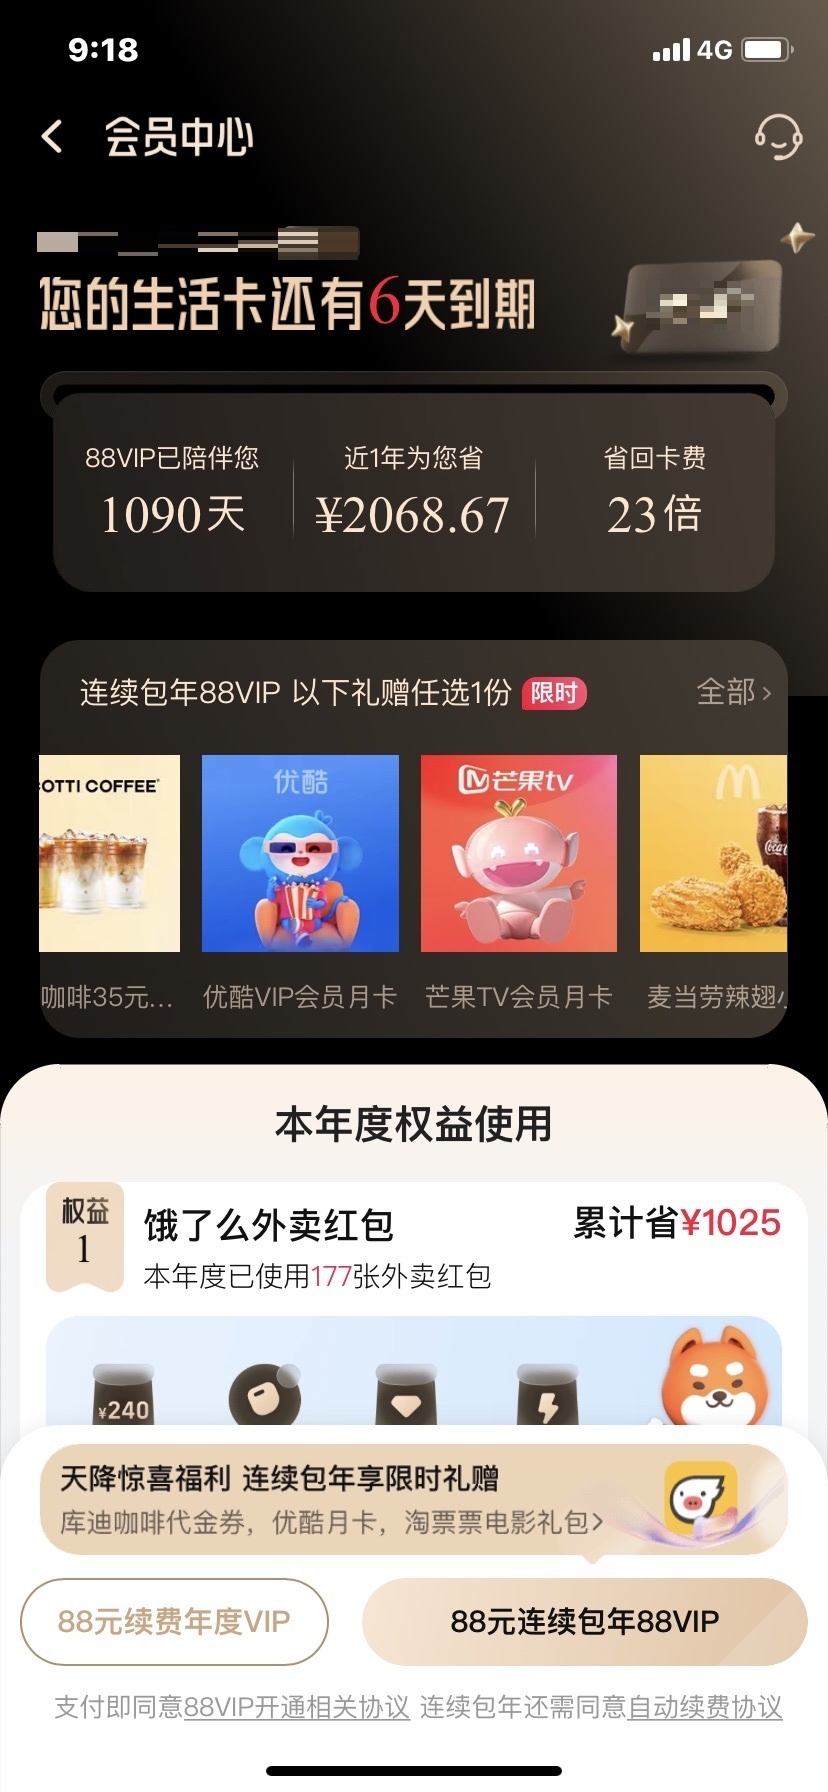 9:18
4G
会员中心
您的生活卡还有6天到期
88VIP已陪伴您
1090天
近1年为您省
¥2068.67
省回卡费
23倍
连续包年88VIP 以下礼赠任选1份
限时
全部
OTTI COFFEE
优酷
芒果tv
Coca
咖啡35元...
优酷VIP会员月卡
芒果TV会员月卡
麦当劳辣翅
本年度权益使用
权益
1
饿了么外卖红包
累计省¥1025
本年度已使用177张外卖红包
¥240
天降惊喜福利 连续包年享限时礼赠
库迪咖啡代金券，优酷月卡，淘票票电影礼包
88元续费年度VIP
88元连续包年88VIP
支付即同意88VIP开通相关协议 连续包年还需同意自动续费协议